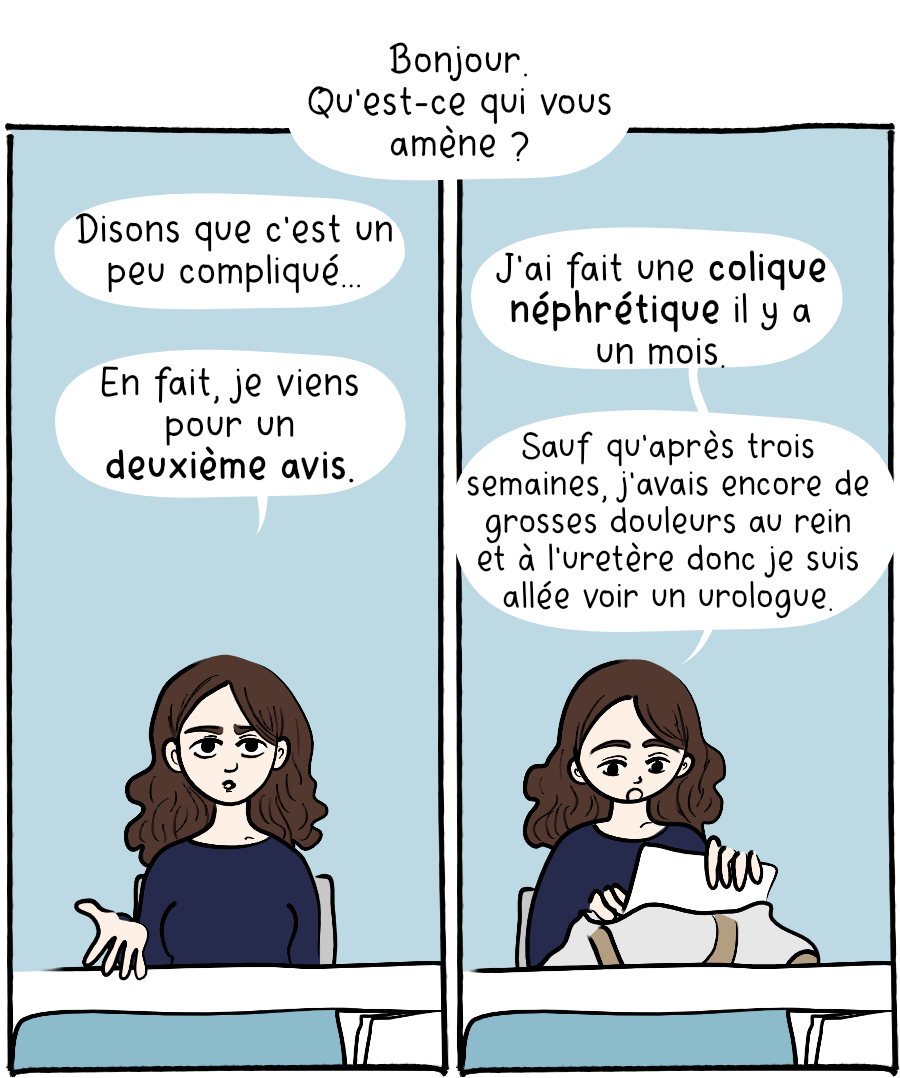 Bonjour.
Qu'est-ce qui vous
amène ?
Disons que c'est un
peu compliqué...
En fait, je viens
pour un
deuxième avis.
J'ai fait une colique
néphrétique il y a
un mois.
Sauf qu'après trois
semaines, j'avais encore de
grosses douleurs au rein
et à l'uretère donc je suis
allée voir un urologue.